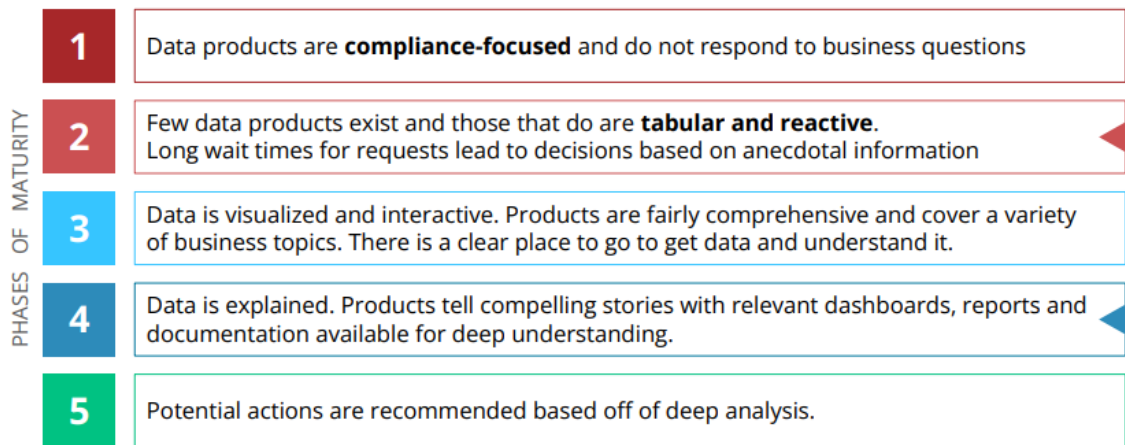 PHASES OF MATURITY
1
Data products are compliance-focused and do not respond to business questions
2
Few data products exist and those that do are tabular and reactive.
Long wait times for requests lead to decisions based on anecdotal information
3
Data is visualized and interactive. Products are fairly comprehensive and cover a variety
of business topics. There is a clear place to go to get data and understand it.
4
Data is explained. Products tell compelling stories with relevant dashboards, reports and
documentation available for deep understanding.
5
Potential actions are recommended based off of deep analysis.